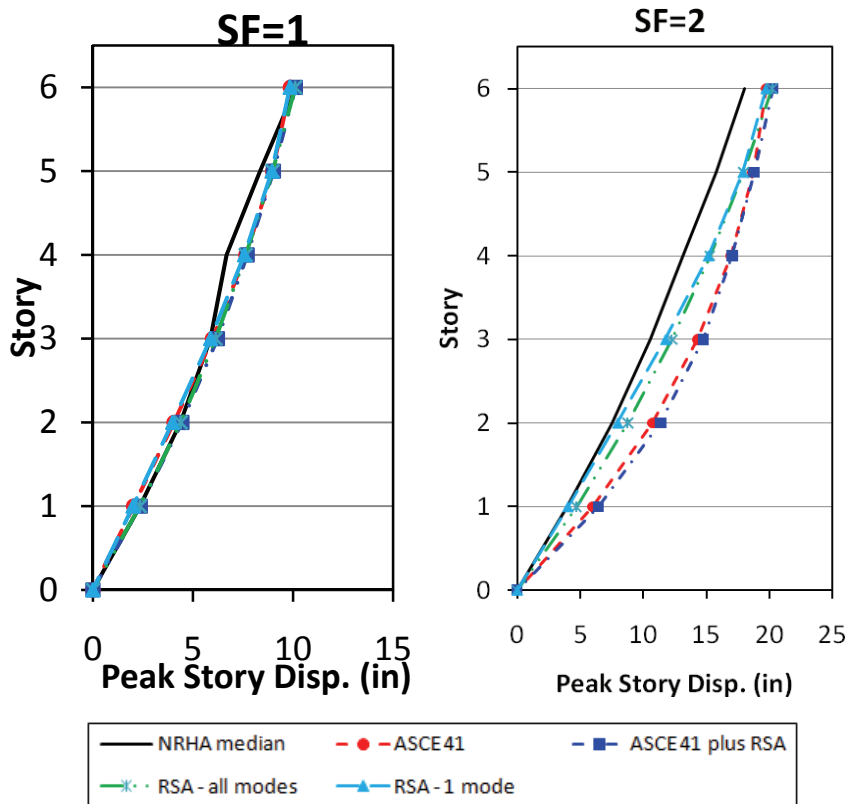 SF=1
6
5
4
3
2
1
0
Story
0 5 10 15
Peak Story Disp. (in)
SF=2
6
5
4
3
2
1
0
Story
0 5 10 15 20 25
Peak Story Disp. (in)
NRHA median ASCE41 ASCE41 plus RSA
RSA - all modes RSA - 1 mode